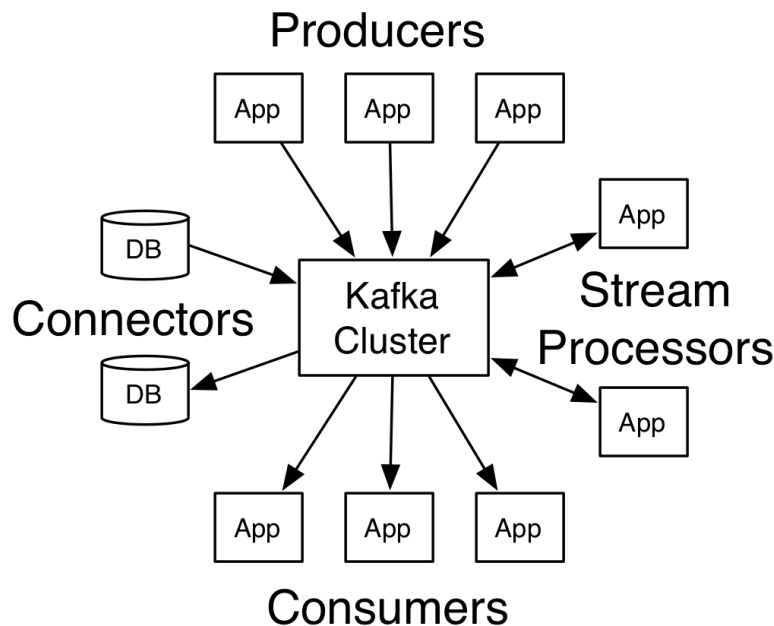 Producers
App
App
App
App
DB
Kafka
Cluster
Stream
Processors
Connectors
DB
App
App
App
App
Consumers